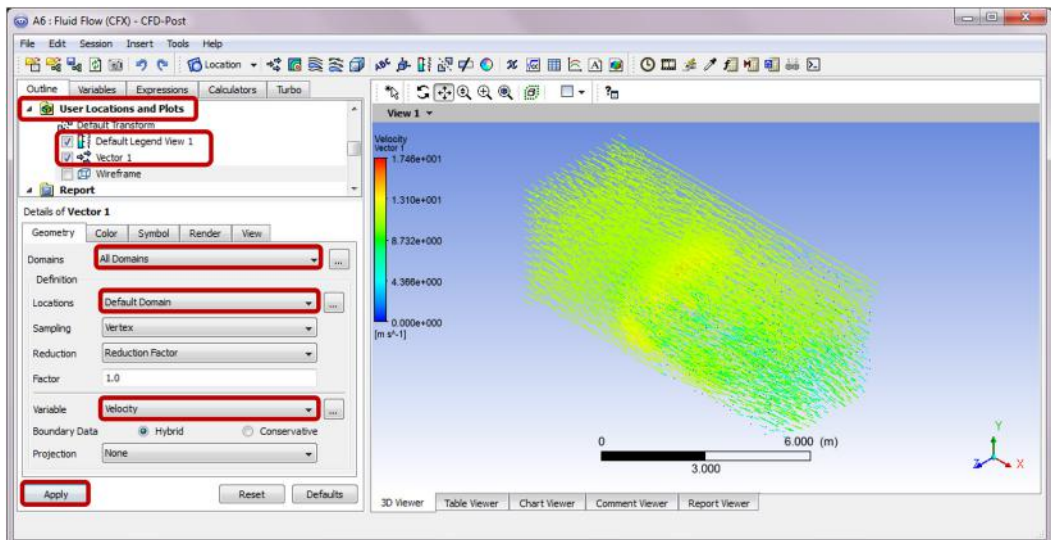 A6 : Fluid Flow (CFX) - CFD-Post
File Edit Session Insert Tools Help
Location
Outline Variables Expressions Calculators Turbo
User Locations and Plots
Default Transform
Default Legend View 1
Vector 1
Wireframe
Report
Details of Vector 1
Geometry Color Symbol Render View
Domains All Domains ...
Definition
Locations Default Domain ...
Sampling Vertex
Reduction Reduction Factor
Factor 1.0
Variable Velocity ...
Boundary Data Hybrid Conservative
Projection None
Apply Reset Defaults
View 1
Velocity
Vector 1
1.746e+001
1.310e+001
8.732e+000
4.366e+000
0.000e+000
[m s^-1]
0 6.000 (m)
3.000
Y
Z X
3D Viewer Table Viewer Chart Viewer Comment Viewer Report Viewer